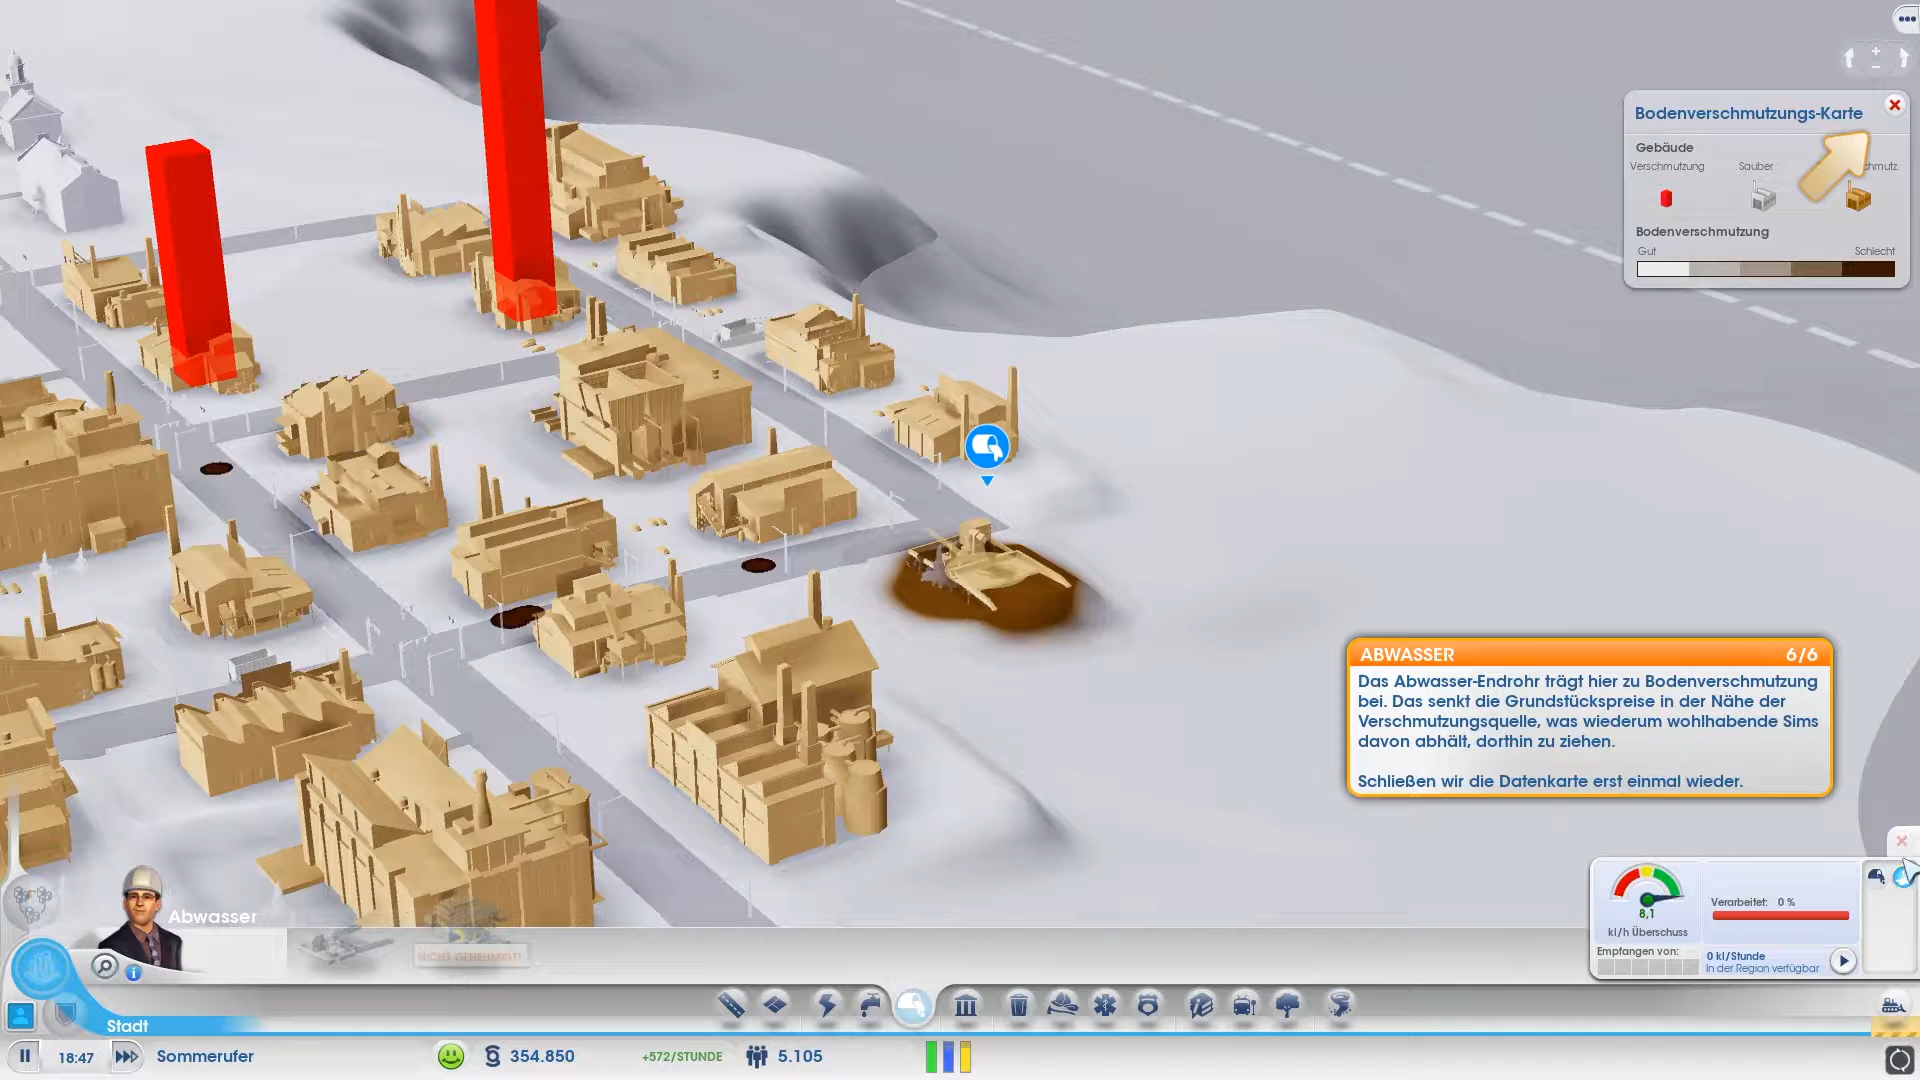 Bodenverschmutzungs-Karte
Gebäude
Verschmutzung Sauber
Bodenverschmutzung
Gut Schlecht
ABWASSER 6/6
Das Abwasser-Endrohr trägt hier zu Bodenverschmutzung
bei. Das senkt die Grundstückspreise in der Nähe der
Verschmutzungsquelle, was wiederum wohlhabende Sims
davon abhält, dorthin zu ziehen.
Schließen wir die Datenkarte erst einmal wieder.
8,1
kl/h Überschuss
Verarbeitet: 0 %
Empfangen von:
0 kl/Stunde
In der Region verfügbar
Abwasser
NICHT GENEHMIGT!
Stadt
18:47 Sommerufer 354.850 +572/STUNDE 5.105